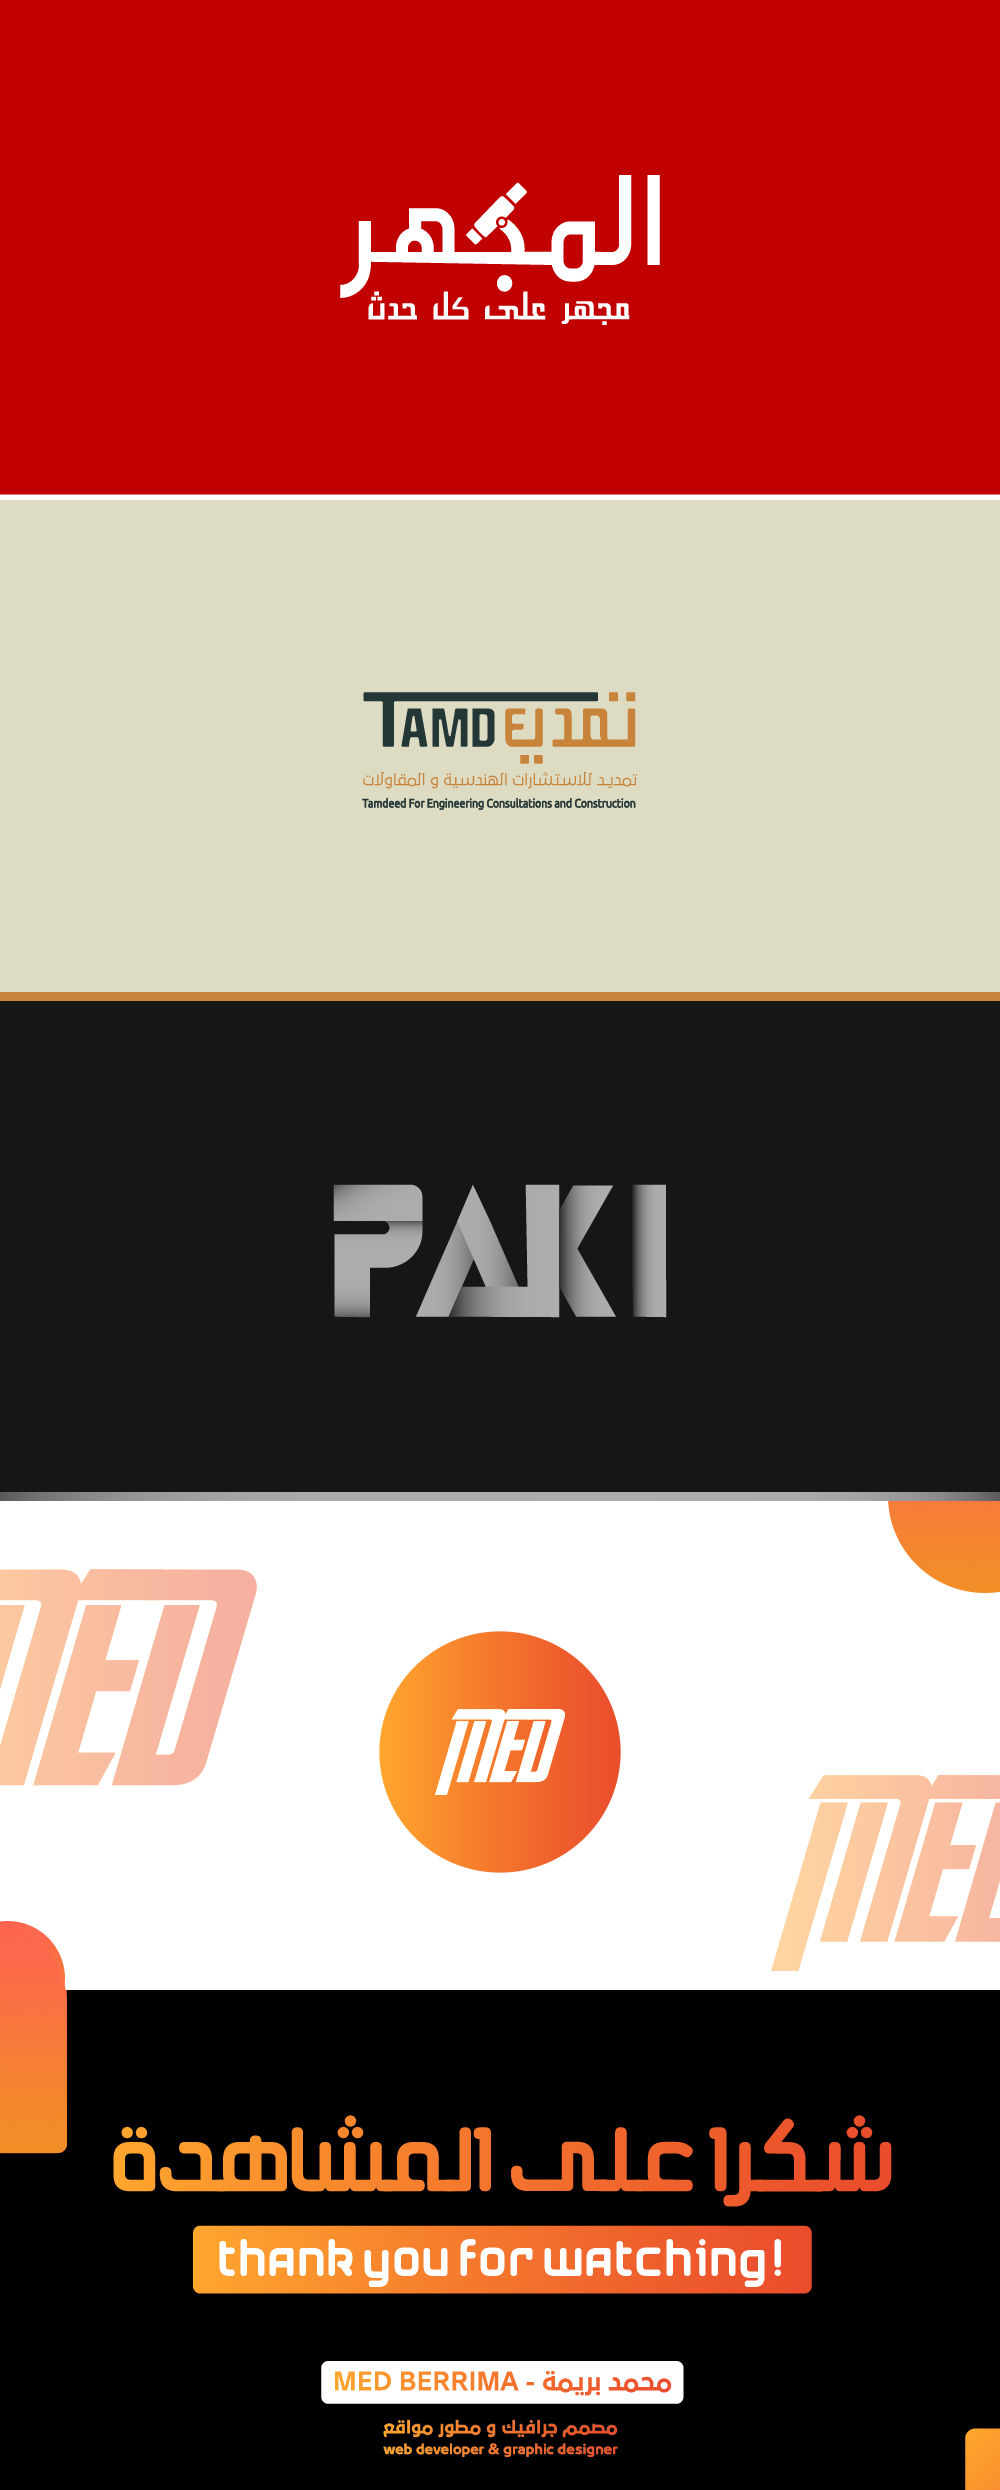 المجهر
مجهر على كل حدث
TAMD تمديع
تمديد للاستشارات الهندسية و المقاولات
Tamdeed For Engineering Consultations and Construction
PAKI
MED
MED
MED
شكرا على المشاهدة
thank you for watching!
MED BERRIMA - محمد بريمة
مصمم جرافيك و مطور مواقع
web developer & graphic designer